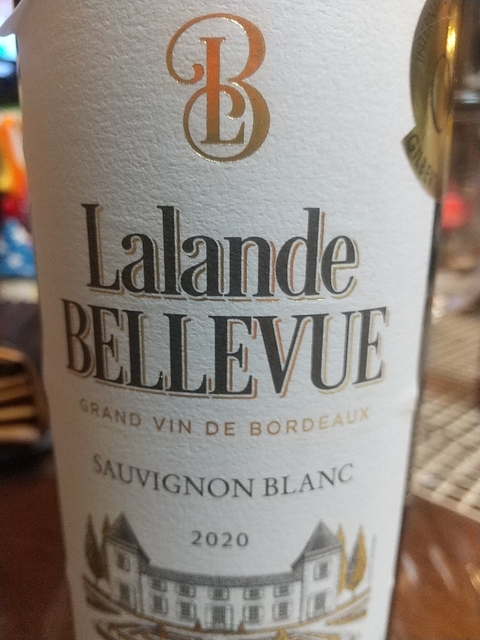 LB
Lalande
BELLEVUE
GRAND VIN DE BORDEAUX
SAUVIGNON BLANC
2020